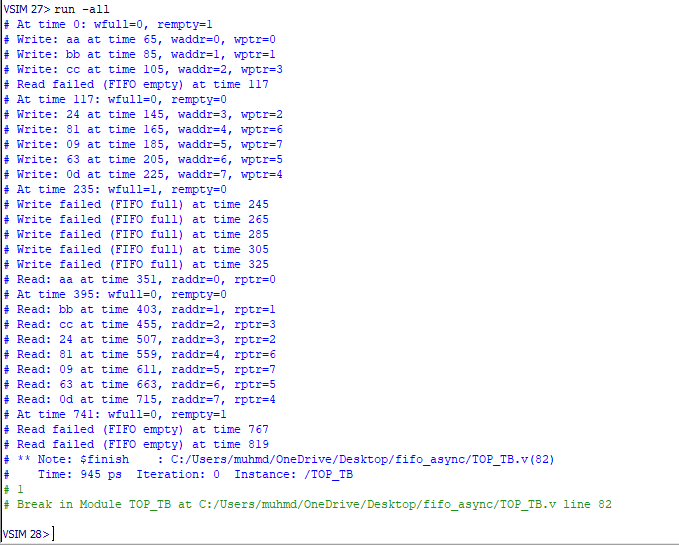 VSIM 27> run -all
# At time 0: wfull=0, rempty=1
# Write: aa at time 65, waddr=0, wptr=0
# Write: bb at time 85, waddr=1, wptr=1
# Write: cc at time 105, waddr=2, wptr=3
# Read failed (FIFO empty) at time 117
# At time 117: wfull=0, rempty=0
# Write: 24 at time 145, waddr=3, wptr=2
# Write: 81 at time 165, waddr=4, wptr=6
# Write: 09 at time 185, waddr=5, wptr=7
# Write: 63 at time 205, waddr=6, wptr=5
# Write: 0d at time 225, waddr=7, wptr=4
# At time 235: wfull=1, rempty=0
# Write failed (FIFO full) at time 245
# Write failed (FIFO full) at time 265
# Write failed (FIFO full) at time 285
# Write failed (FIFO full) at time 305
# Write failed (FIFO full) at time 325
# Read: aa at time 351, raddr=0, rptr=0
# At time 395: wfull=0, rempty=0
# Read: bb at time 403, raddr=1, rptr=1
# Read: cc at time 455, raddr=2, rptr=3
# Read: 24 at time 507, raddr=3, rptr=2
# Read: 81 at time 559, raddr=4, rptr=6
# Read: 09 at time 611, raddr=5, rptr=7
# Read: 63 at time 663, raddr=6, rptr=5
# Read: 0d at time 715, raddr=7, rptr=4
# At time 741: wfull=0, rempty=1
# Read failed (FIFO empty) at time 767
# Read failed (FIFO empty) at time 819
# ** Note: $finish    : C:/Users/muhmd/OneDrive/Desktop/fifo_async/TOP_TB.v(82)
#    Time: 945 ps  Iteration: 0  Instance: /TOP_TB
# 1
# Break in Module TOP_TB at C:/Users/muhmd/OneDrive/Desktop/fifo_async/TOP_TB.v line 82
VSIM 28>